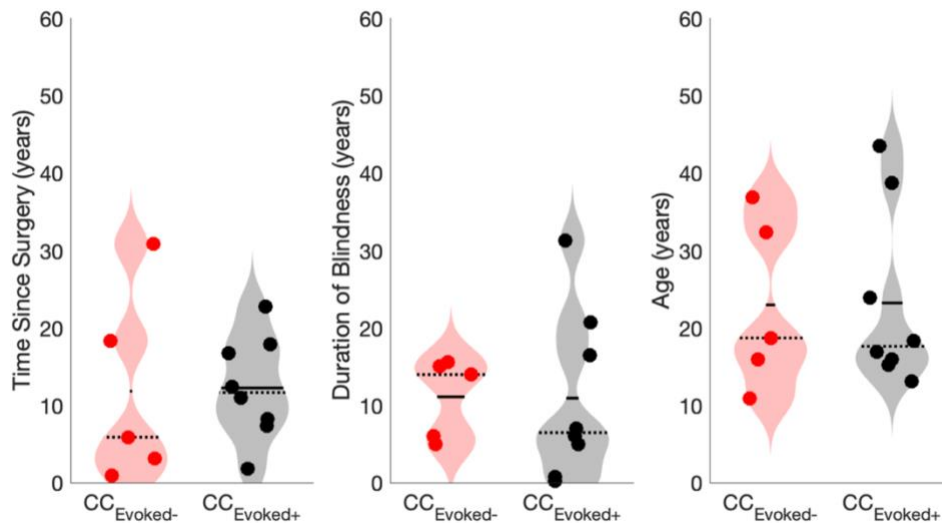 Time Since Surgery (years)
60
50
40
30
20
10
0
CCEvoked-
CCEvoked+
Duration of Blindness (years)
60
50
40
30
20
10
0
CCEvoked-
CCEvoked+
Age (years)
60
50
40
30
20
10
0
CCEvoked-
CCEvoked+